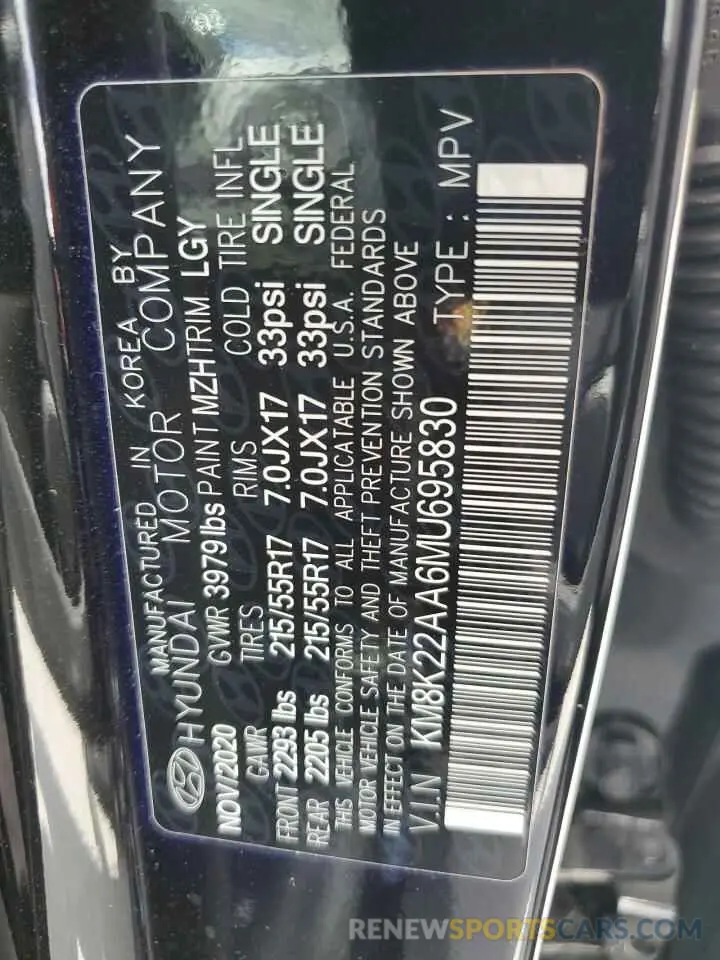 MANUFACTURED IN KOREA BY
HYUNDAI MOTOR COMPANY
NOV/2020 GVWR 3979 lbs PAINT MZH TRIM LGY
GAWR TIRES RIMS COLD TIRE INFL
FRONT 2293 lbs 215/55R17 7.0JX17 33psi SINGLE
REAR 2205 lbs 215/55R17 7.0JX17 33psi SINGLE
THIS VEHICLE CONFORMS TO ALL APPLICATABLE U.S.A. FEDERAL
MOTOR VEHICLE SAFETY AND THEFT PREVENTION STANDARDS
IN EFFECT ON THE DATE OF MANUFACTURE SHOWN ABOVE
V.I.N KM8K22AA6MU695830 TYPE : MPV
RENEWSPORTSCARS.COM